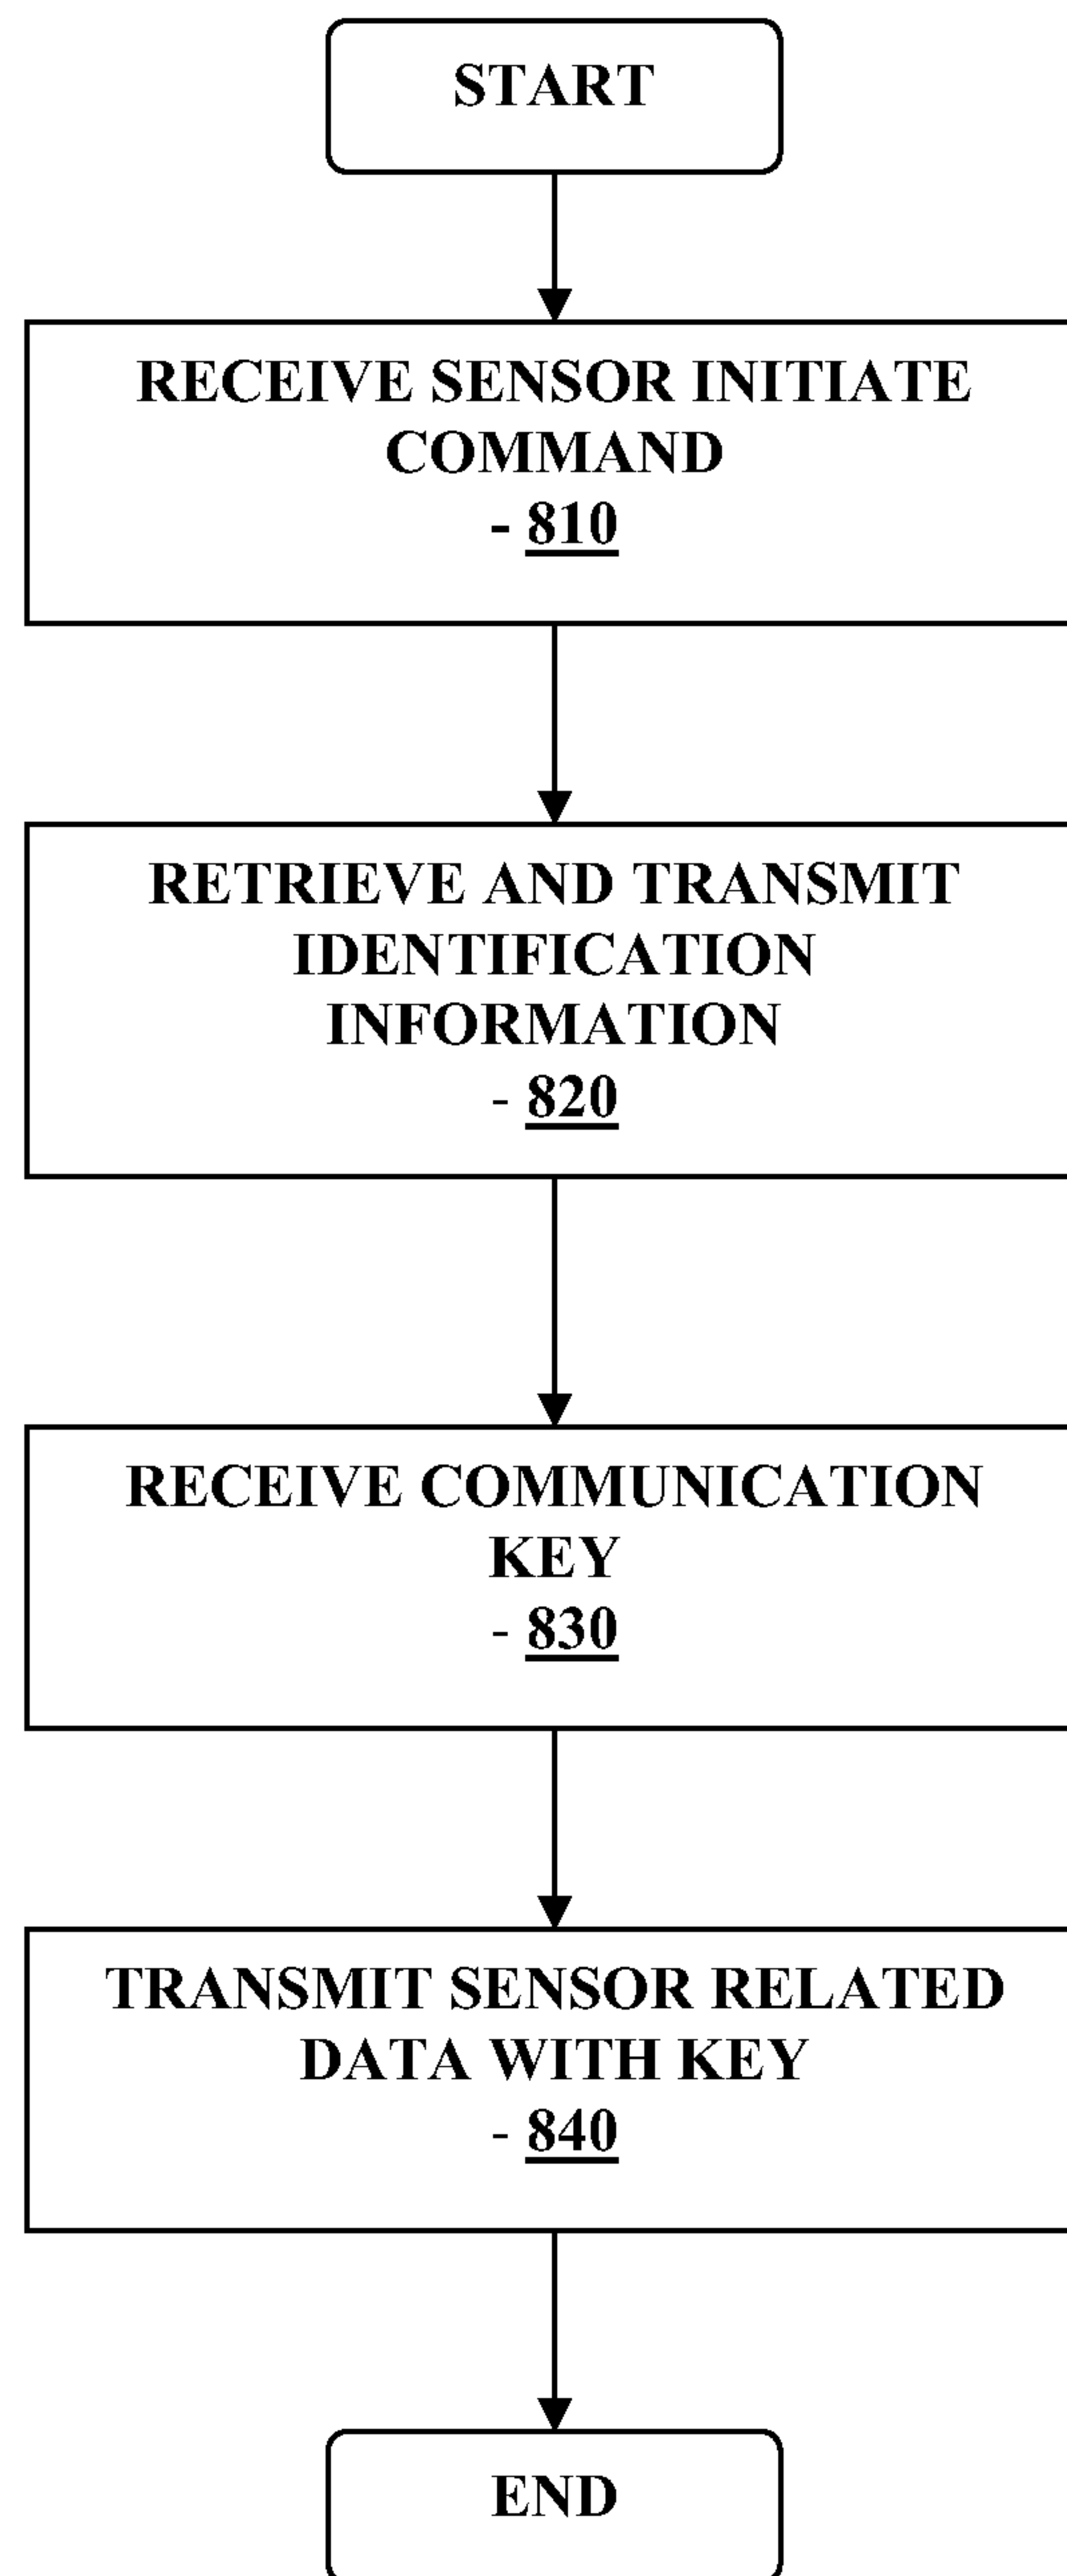 START
RECEIVE SENSOR INITIATE
COMMAND
- 810
RETRIEVE AND TRANSMIT
IDENTIFICATION
INFORMATION
- 820
RECEIVE COMMUNICATION
KEY
- 830
TRANSMIT SENSOR RELATED
DATA WITH KEY
- 840
END